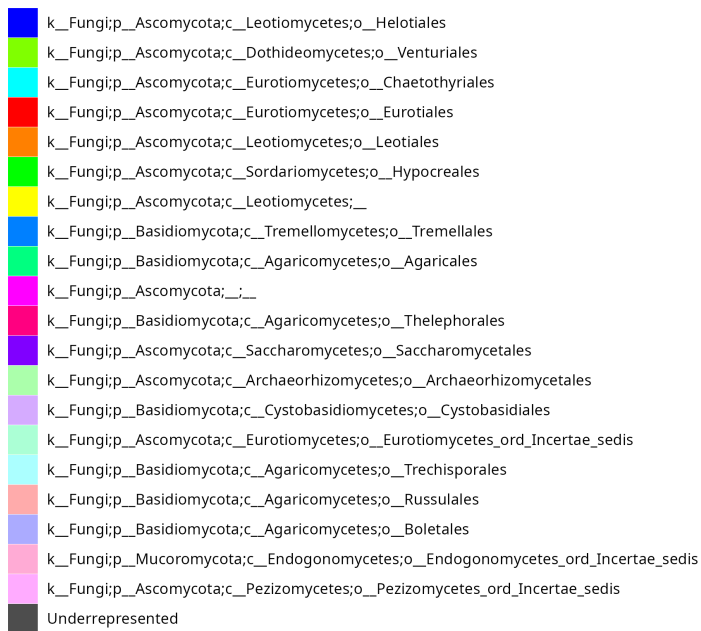 k__Fungi;p__Ascomycota;c__Leotiomycetes;o__Helotiales
k__Fungi;p__Ascomycota;c__Dothideomycetes;o__Venturiales
k__Fungi;p__Ascomycota;c__Eurotiomycetes;o__Chaetothyriales
k__Fungi;p__Ascomycota;c__Eurotiomycetes;o__Eurotiales
k__Fungi;p__Ascomycota;c__Leotiomycetes;o__Leotiales
k__Fungi;p__Ascomycota;c__Sordariomycetes;o__Hypocreales
k__Fungi;p__Ascomycota;c__Leotiomycetes;__
k__Fungi;p__Basidiomycota;c__Tremellomycetes;o__Tremellales
k__Fungi;p__Basidiomycota;c__Agaricomycetes;o__Agaricales
k__Fungi;p__Ascomycota;__;__
k__Fungi;p__Basidiomycota;c__Agaricomycetes;o__Thelephorales
k__Fungi;p__Ascomycota;c__Saccharomycetes;o__Saccharomycetales
k__Fungi;p__Ascomycota;c__Archaeorhizomycetes;o__Archaeorhizomycetales
k__Fungi;p__Basidiomycota;c__Cystobasidiomycetes;o__Cystobasidiales
k__Fungi;p__Ascomycota;c__Eurotiomycetes;o__Eurotiomycetes_ord_Incertae_sedis
k__Fungi;p__Basidiomycota;c__Agaricomycetes;o__Trechisporales
k__Fungi;p__Basidiomycota;c__Agaricomycetes;o__Russulales
k__Fungi;p__Basidiomycota;c__Agaricomycetes;o__Boletales
k__Fungi;p__Mucoromycota;c__Endogonomycetes;o__Endogonomycetes_ord_Incertae_sedis
k__Fungi;p__Ascomycota;c__Pezizomycetes;o__Pezizomycetes_ord_Incertae_sedis
Underrepresented